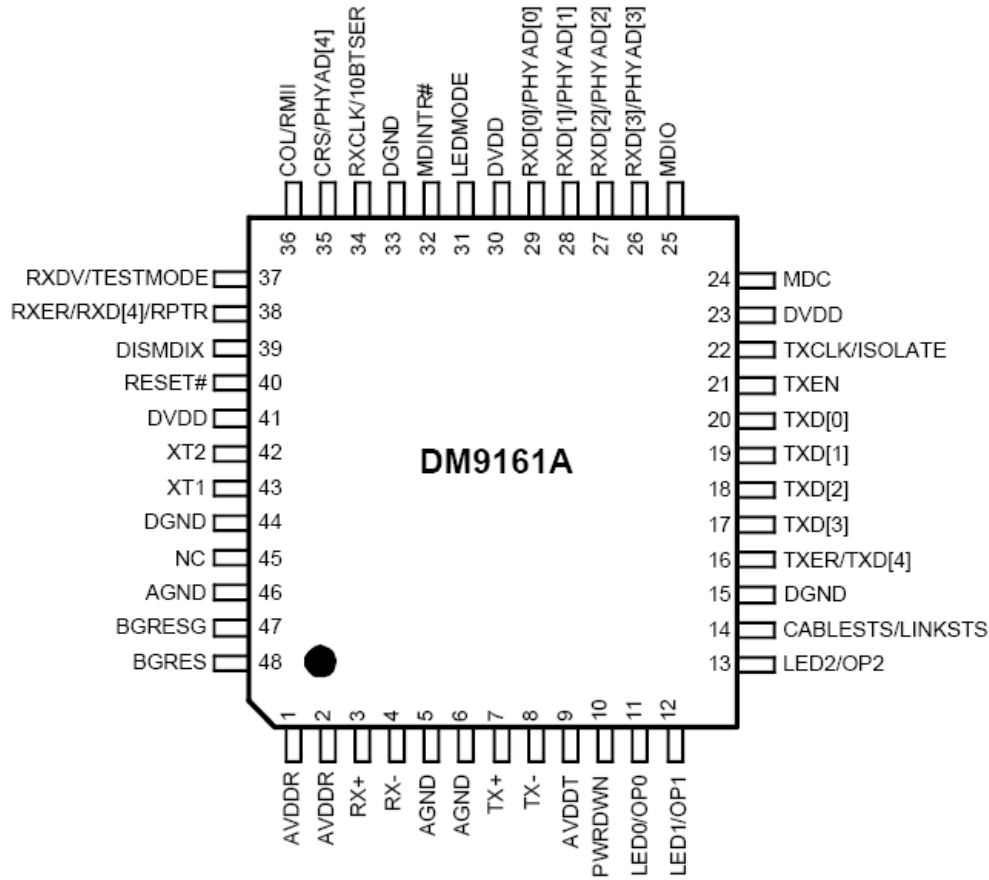 COL/RMII
CRS/PHYAD[4]
RXCLK/10BTSER
DGND
MDINTR#
LEDMODE
DVDD
RXD[0]/PHYAD[0]
RXD[1]/PHYAD[1]
RXD[2]/PHYAD[2]
RXD[3]/PHYAD[3]
MDIO
36
35
34
33
32
31
30
29
28
27
26
25
RXDV/TESTMODE 37
RXER/RXD[4]/RPTR 38
DISMDIX 39
RESET# 40
DVDD 41
XT2 42
XT1 43
DGND 44
NC 45
AGND 46
BGRESG 47
BGRES 48
DM9161A
24 MDC
23 DVDD
22 TXCLK/ISOLATE
21 TXEN
20 TXD[0]
19 TXD[1]
18 TXD[2]
17 TXD[3]
16 TXER/TXD[4]
15 DGND
14 CABLESTS/LINKSTS
13 LED2/OP2
1
2
3
4
5
6
7
8
9
10
11
12
AVDDR
AVDDR
RX+
RX-
AGND
AGND
TX+
TX-
AVDDT
PWRDWN
LED0/OP0
LED1/OP1